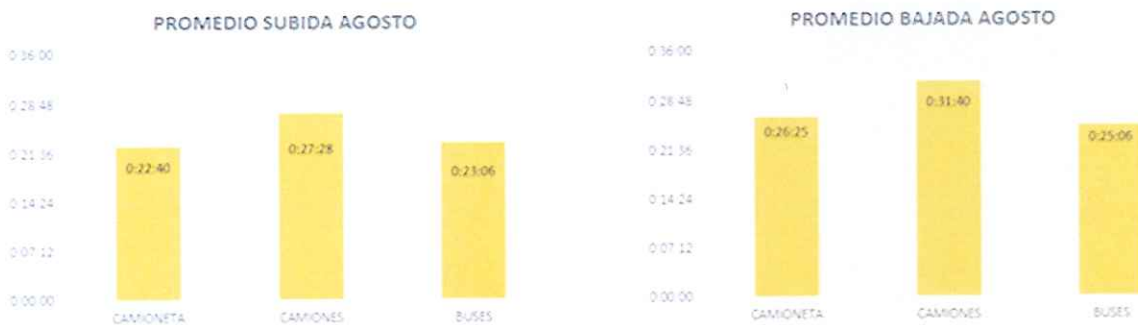 PROMEDIO SUBIDA AGOSTO
0:36:00
0:28:48
0:21:36
0:14:24
0:07:12
0:00:00
0:22:40
0:27:28
0:23:06
CAMIONETA
CAMIONES
BUSES
PROMEDIO BAJADA AGOSTO
0:36:00
0:28:48
0:21:36
0:14:24
0:07:12
0:00:00
0:26:25
0:31:40
0:25:06
CAMIONETA
CAMIONES
BUSES